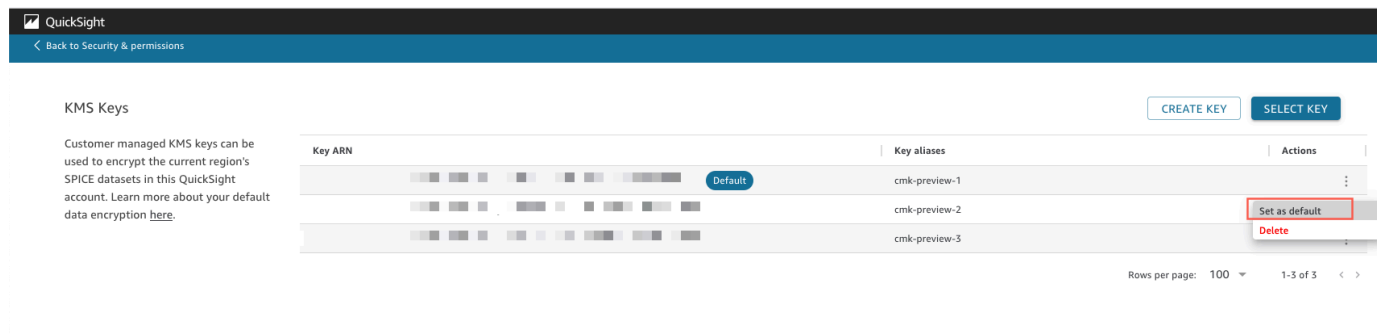 QuickSight
Back to Security & permissions
KMS Keys
CREATE KEY
SELECT KEY
Customer managed KMS keys can be
used to encrypt the current region's
SPICE datasets in this QuickSight
account. Learn more about your default
data encryption here.
Key ARN
Key aliases
Actions
Default
cmk-preview-1
cmk-preview-2
Set as default
Delete
cmk-preview-3
Rows per page: 100
1-3 of 3